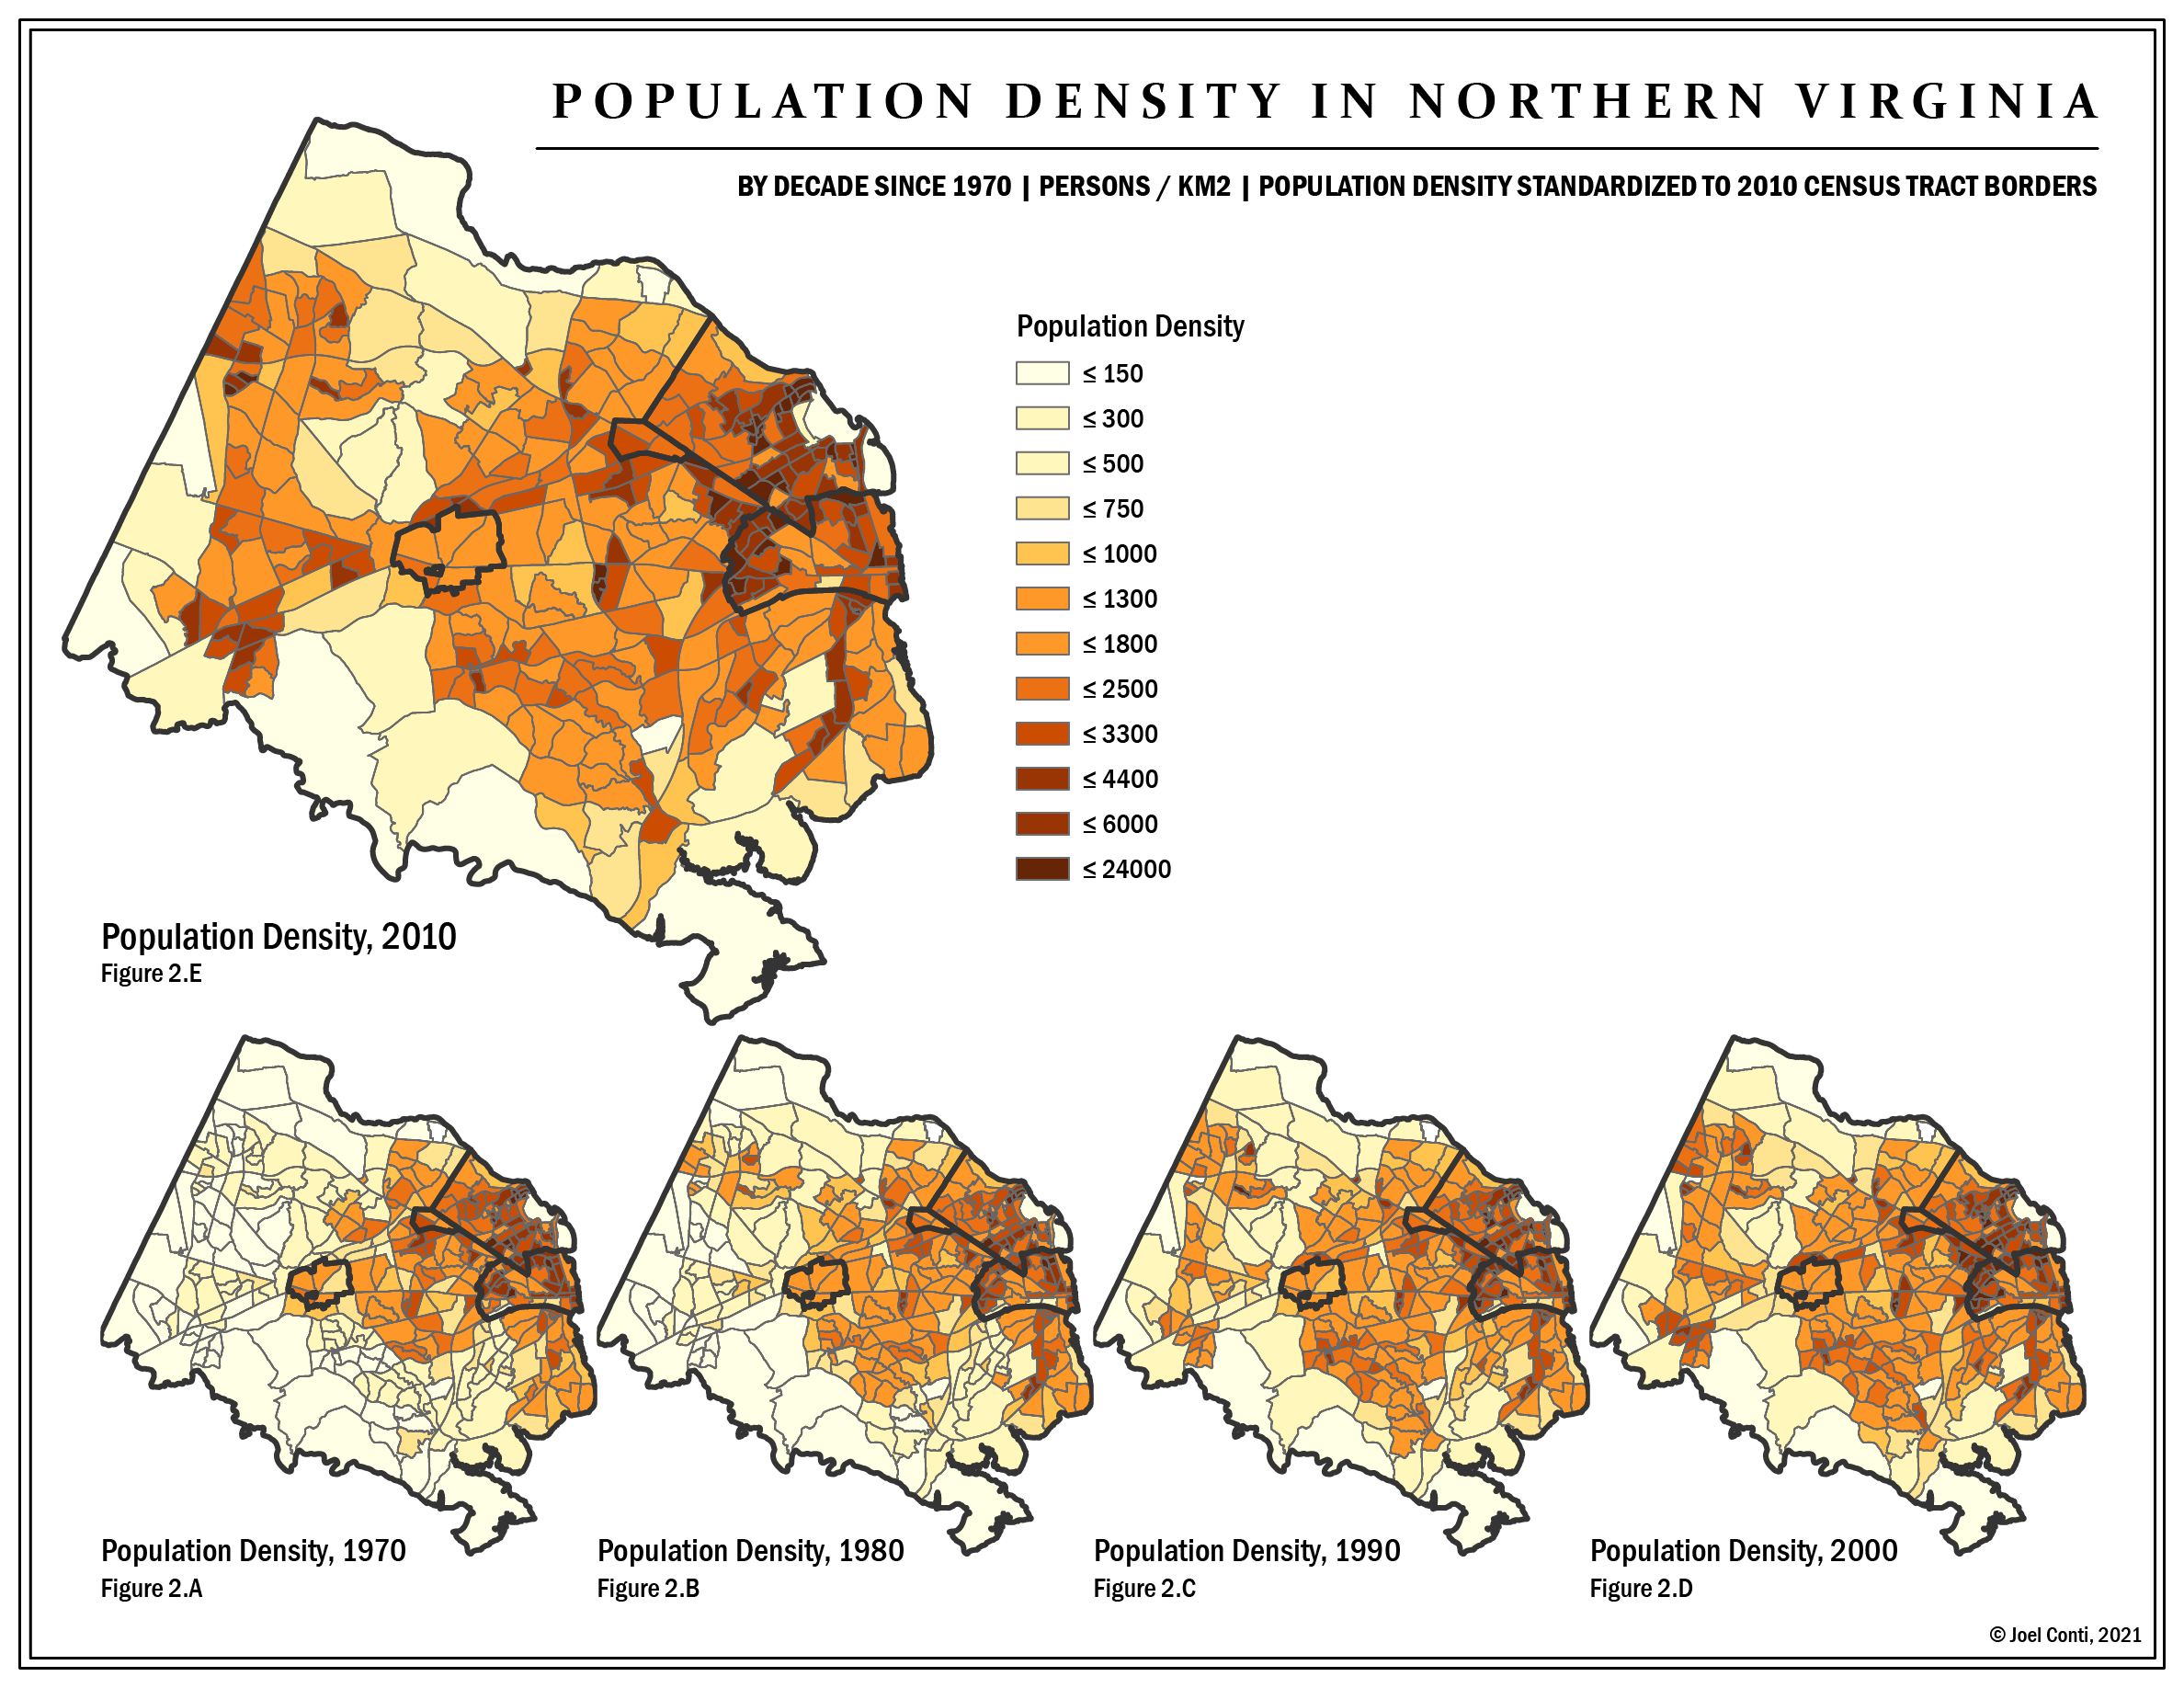 POPULATION DENSITY IN NORTHERN VIRGINIA
BY DECADE SINCE 1970 | PERSONS / KM2 | POPULATION DENSITY STANDARDIZED TO 2010 CENSUS TRACT BORDERS
Population Density
≤ 150
≤ 300
≤ 500
≤ 750
≤ 1000
≤ 1300
≤ 1800
≤ 2500
≤ 3300
≤ 4400
≤ 6000
≤ 24000
Population Density, 2010
Figure 2.E
Population Density, 1970
Figure 2.A
Population Density, 1980
Figure 2.B
Population Density, 1990
Figure 2.C
Population Density, 2000
Figure 2.D
© Joel Conti, 2021